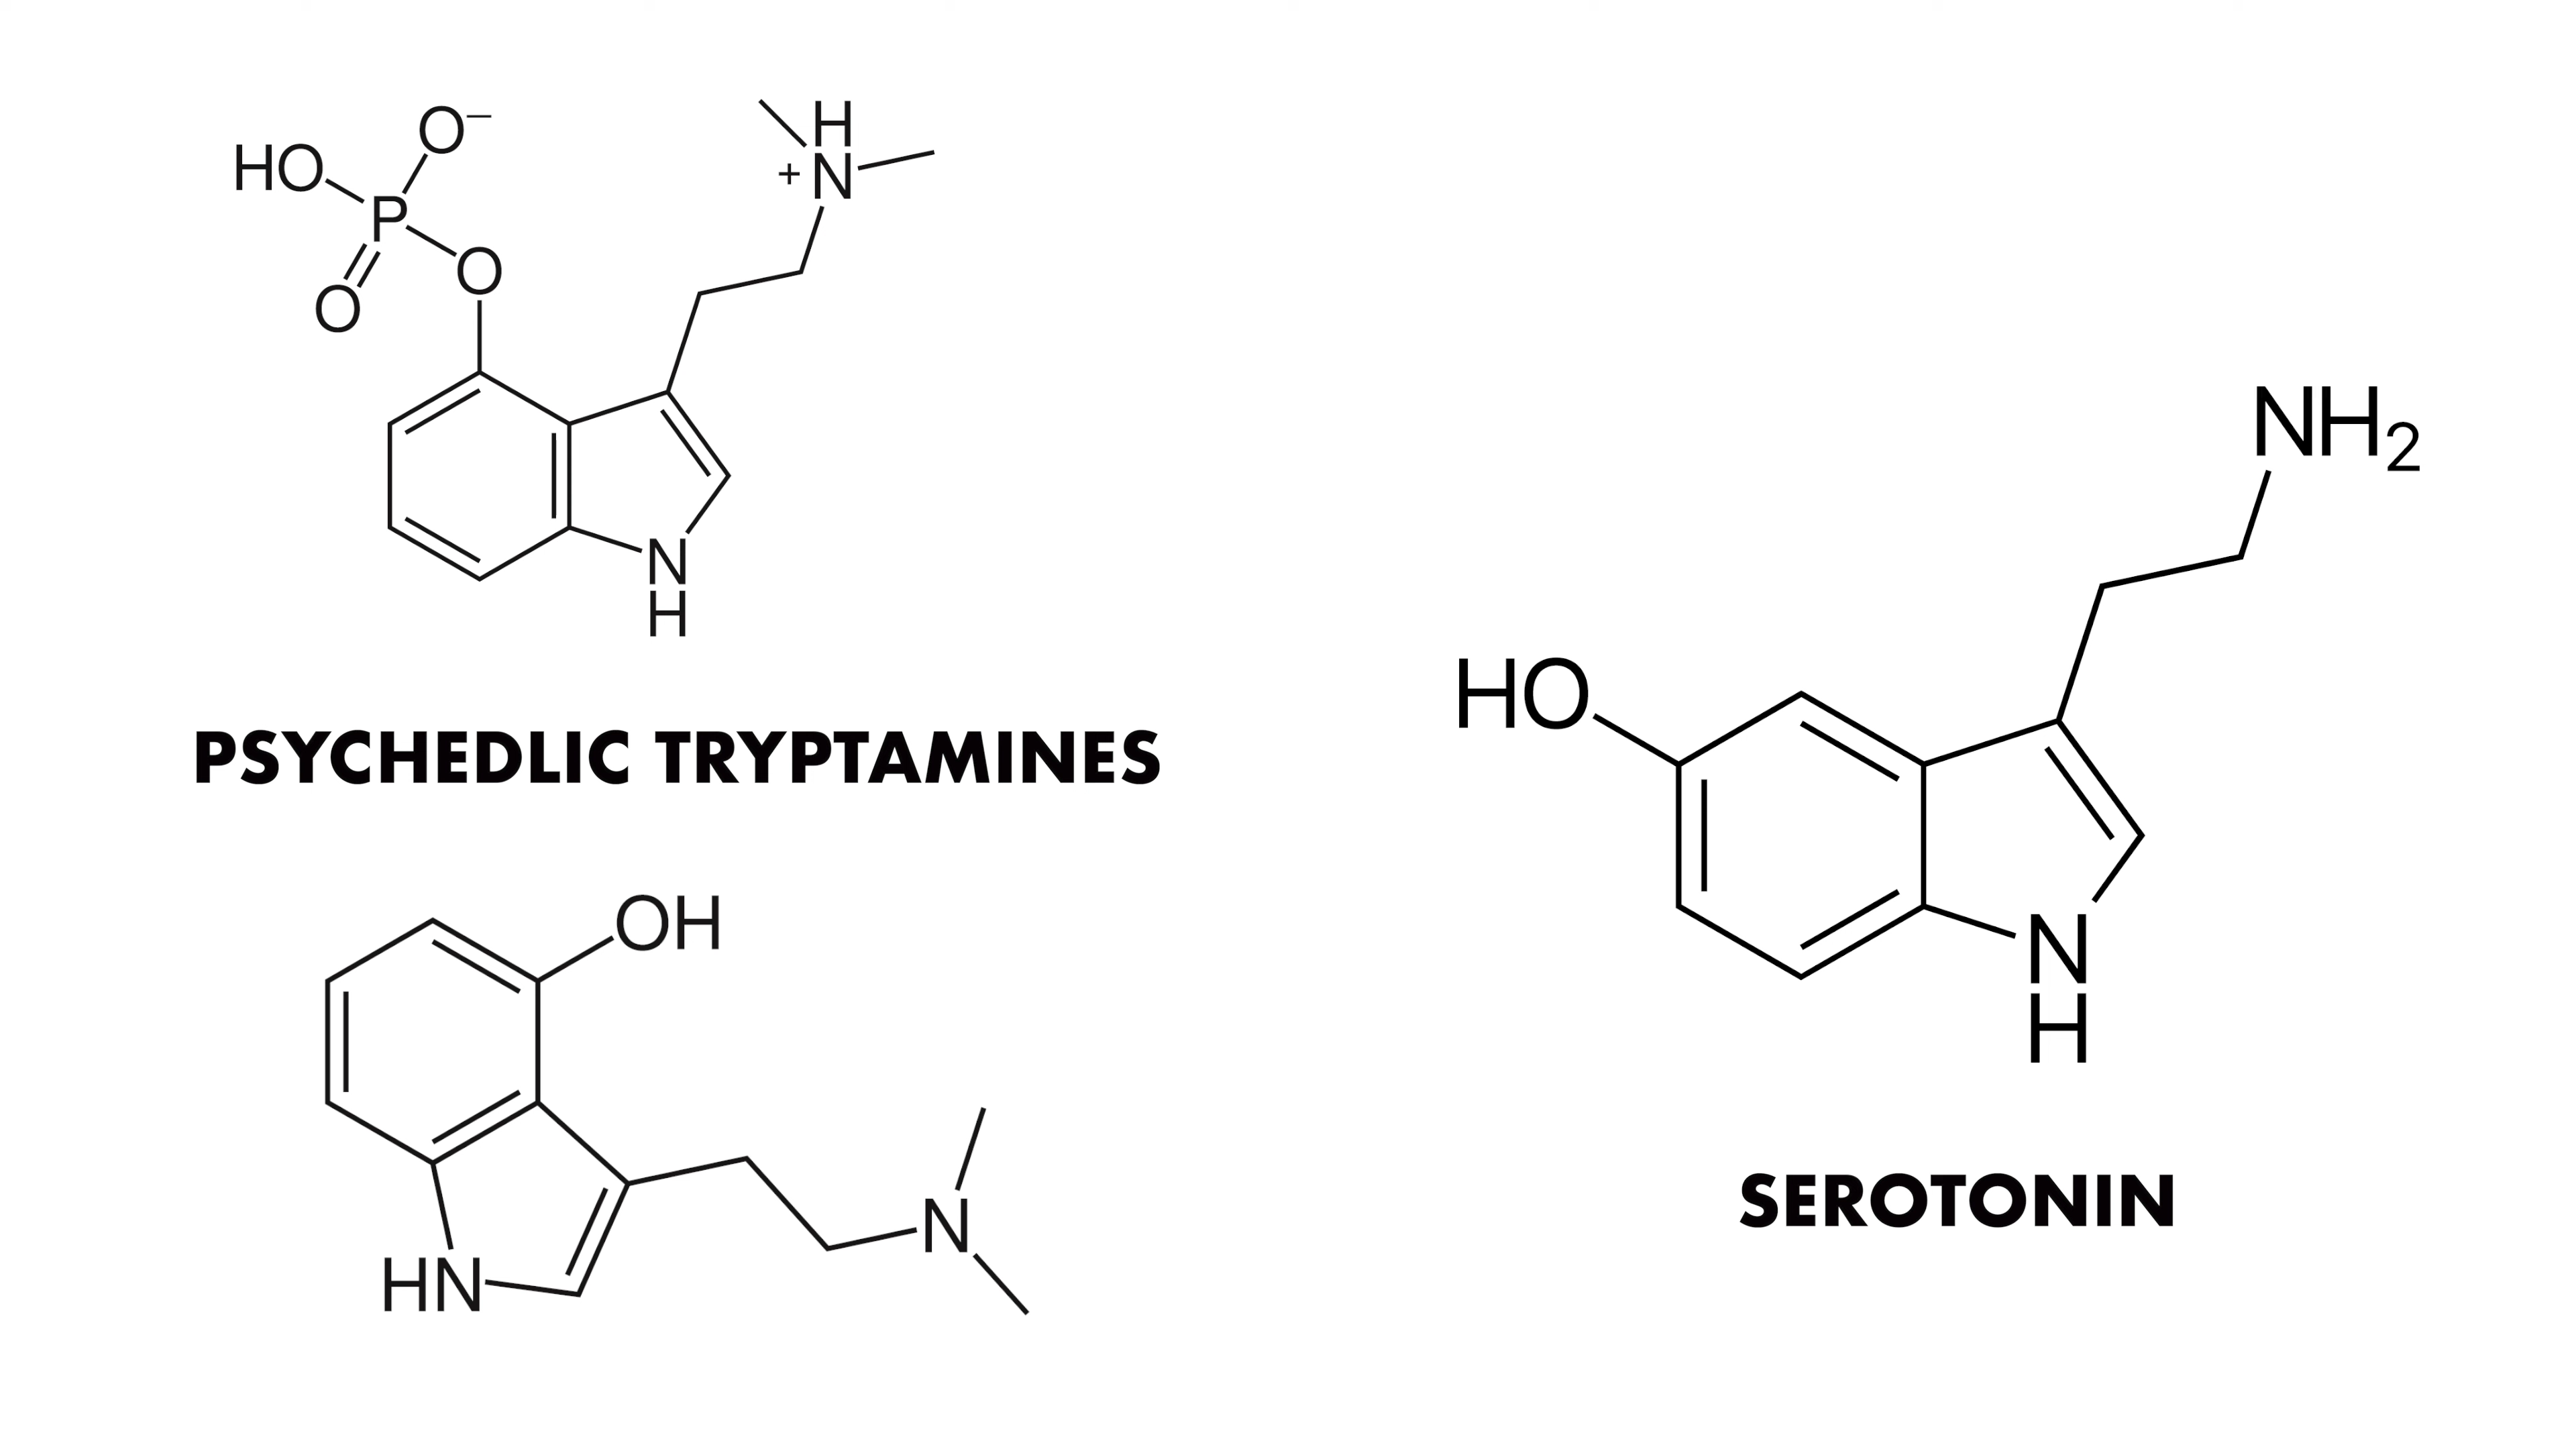 O⁻
HO
P
O
O
H
+N
N
H
PSYCHEDLIC TRYPTAMINES
OH
N
HN
NH₂
HO
N
H
SEROTONIN